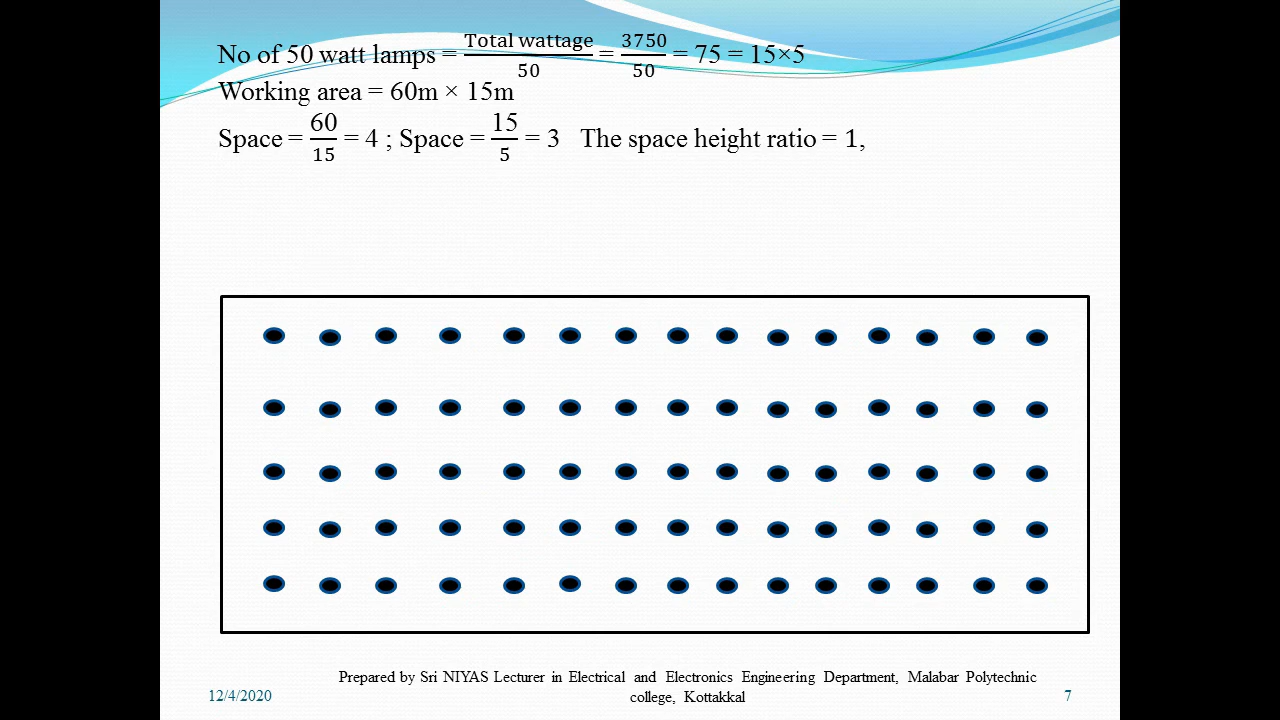 No of 50 watt lamps = Total wattage/50 = 3750/50 = 75 = 15×5
Working area = 60m × 15m
Space = 60/15 = 4 ; Space = 15/5 = 3 The space height ratio = 1,
Prepared by Sri NIYAS Lecturer in Electrical and Electronics Engineering Department, Malabar Polytechnic
12/4/2020 college, Kottakkal 7